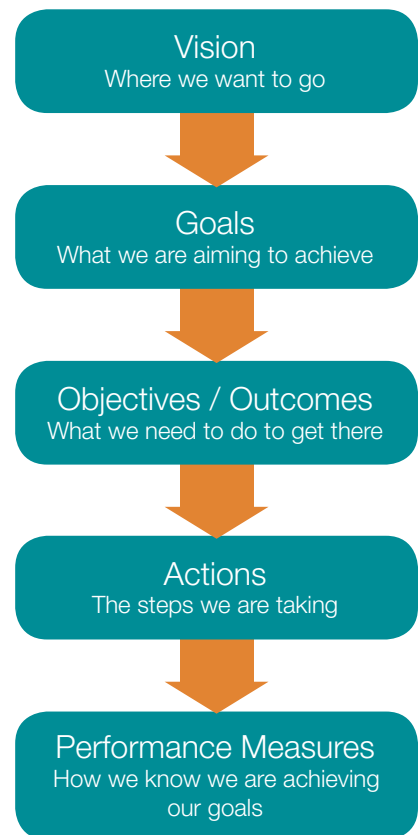 Vision
Where we want to go
Goals
What we are aiming to achieve
Objectives / Outcomes
What we need to do to get there
Actions
The steps we are taking
Performance Measures
How we know we are achieving
our goals